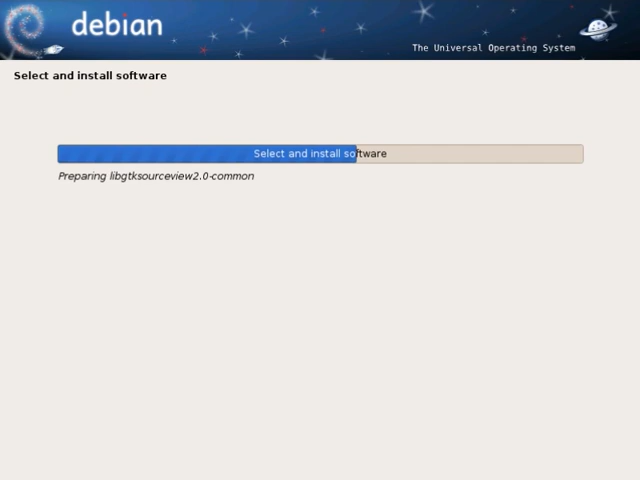 debian
The Universal Operating System
Select and install software
Select and install software
Preparing libgtksourceview2.0-common